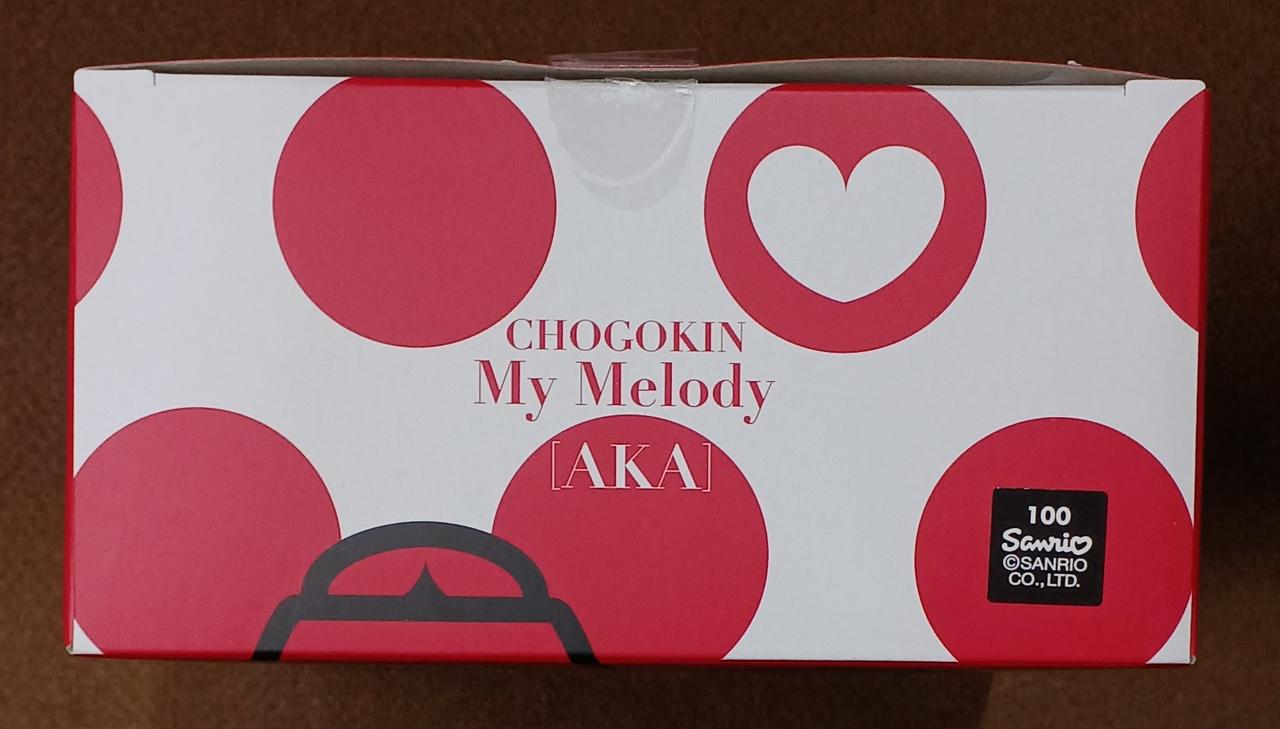 CHOGOKIN
My Melody
[AKA]
100
Sanrio
©SANRIO
CO.,LTD.